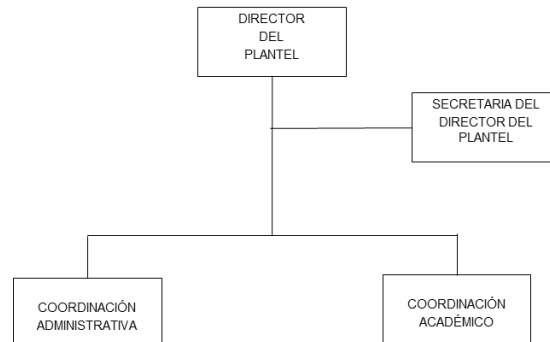 DIRECTOR
DEL
PLANTEL
SECRETARIA DEL
DIRECTOR DEL
PLANTEL
COORDINACIÓN
ADMINISTRATIVA
COORDINACIÓN
ACADÉMICO